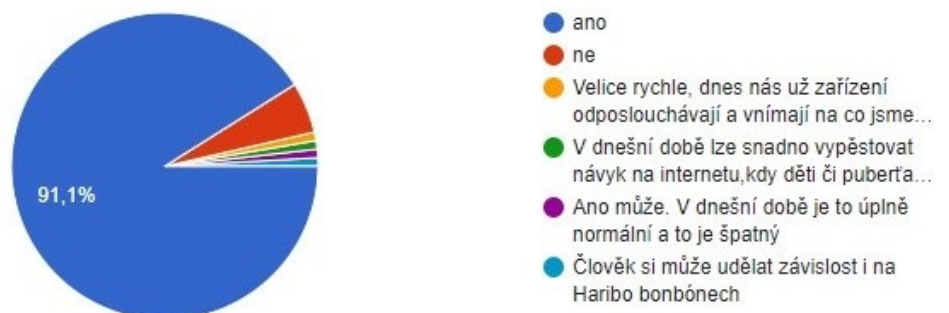 91,1%
ano
ne
Velice rychle, dnes nás už zařízení
odposlouchávají a vnímají na co jsme...
V dnešní době lze snadno vypěstovat
návyk na internetu,kdy děti či puberťa...
Ano může. V dnešní době je to úplně
normální a to je špatný
Člověk si může udělat závislost i na
Haribo bonbónech